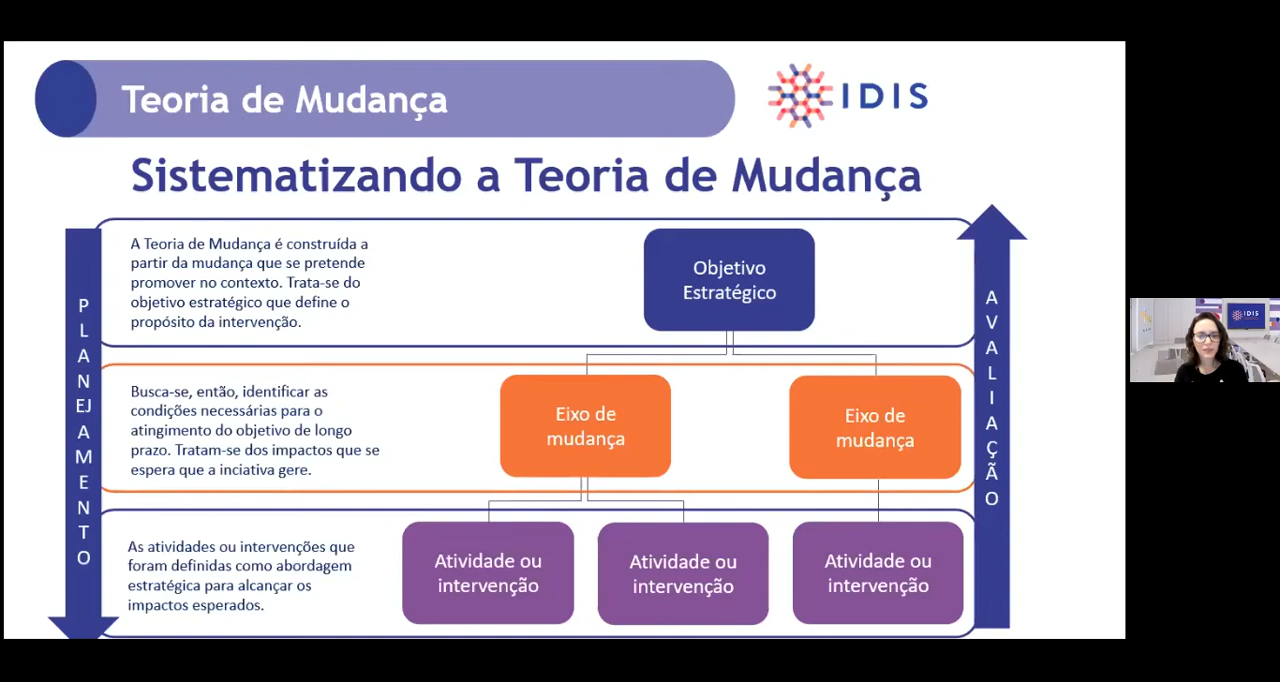 Teoria de Mudança
IDIS
Sistematizando a Teoria de Mudança
PLANEJAMENTO
A Teoria de Mudança é construída a
partir da mudança que se pretende
promover no contexto. Trata-se do
objetivo estratégico que define o
propósito da intervenção.
Objetivo
Estratégico
Busca-se, então, identificar as
condições necessárias para o
atingimento do objetivo de longo
prazo. Tratam-se dos impactos que se
espera que a inciativa gere.
Eixo de
mudança
Eixo de
mudança
As atividades ou intervenções que
foram definidas como abordagem
estratégica para alcançar os
impactos esperados.
Atividade ou
intervenção
Atividade ou
intervenção
Atividade ou
intervenção
AVALIAÇÃO
IDIS